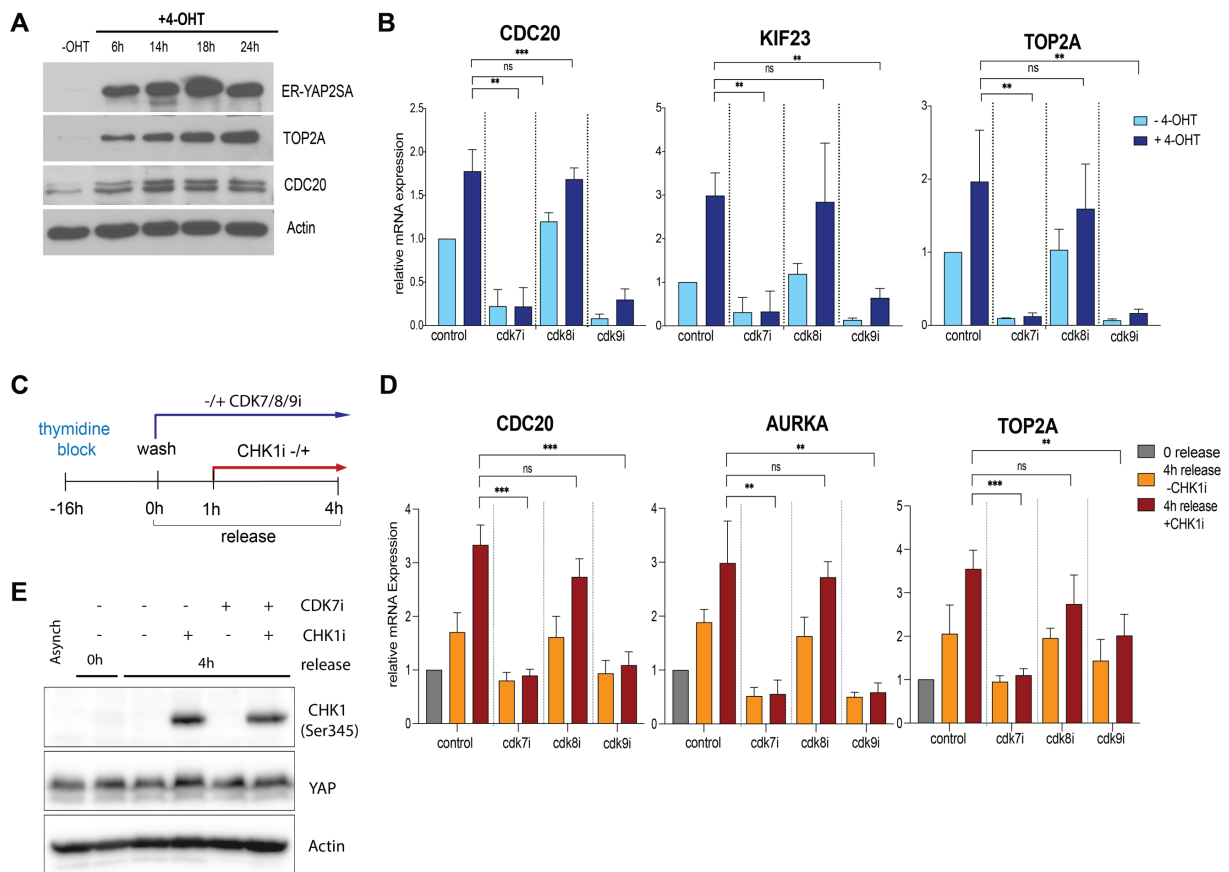 A
+4-OHT
-OHT 6h 14h 18h 24h
ER-YAP2SA
TOP2A
CDC20
Actin
B
CDC20
***
ns
**
relative mRNA expression
2.5
2.0
1.5
1.0
0.5
0.0
control cdk7i cdk8i cdk9i
KIF23
**
ns
**
5
4
3
2
1
0
control cdk7i cdk8i cdk9i
TOP2A
**
ns
**
3
2
1
0
control cdk7i cdk8i cdk9i
- 4-OHT
+ 4-OHT
C
-/+ CDK7/8/9i
thymidine
block
wash
CHK1i -/+
-16h 0h 1h 4h
release
D
CDC20
***
ns
***
relative mRNA Expression
4
3
2
1
0
control cdk7i cdk8i cdk9i
AURKA
**
ns
**
4
3
2
1
0
control cdk7i cdk8i cdk9i
TOP2A
**
ns
***
5
4
3
2
1
0
control cdk7i cdk8i cdk9i
0 release
4h release
-CHK1i
4h release
+CHK1i
E
Asynch
- - - + + CDK7i
- - + - + CHK1i
0h 4h release
CHK1
(Ser345)
YAP
Actin